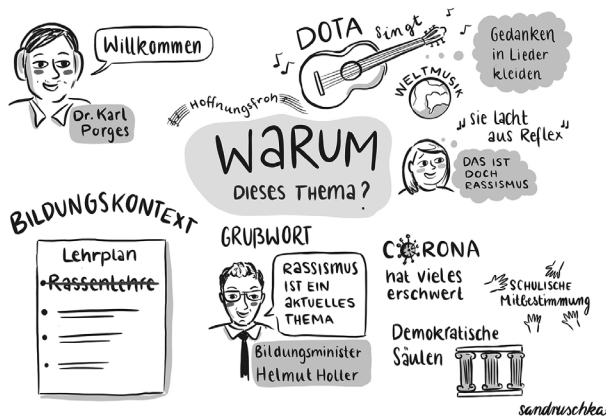 Willkommen
Dr. Karl
Porges
DOTA singt
Gedanken
in Lieder
kleiden
WELTMUSIK
Hoffnungsfroh
WARUM
DIESES THEMA?
„sie lacht
aus Reflex"
DAS IST
DOCH
RASSISMUS
BILDUNGSKONTEXT
Lehrplan
Rassenlehre
GRUẞWORT
RASSISMUS
IST EIN
AKTUELLES
THEMA
Bildungsminister
Helmut Holler
CORONA
hat vieles
erschwert
SCHULISCHE
Mitbestimmung
Demokratische
Säulen
sandruschka